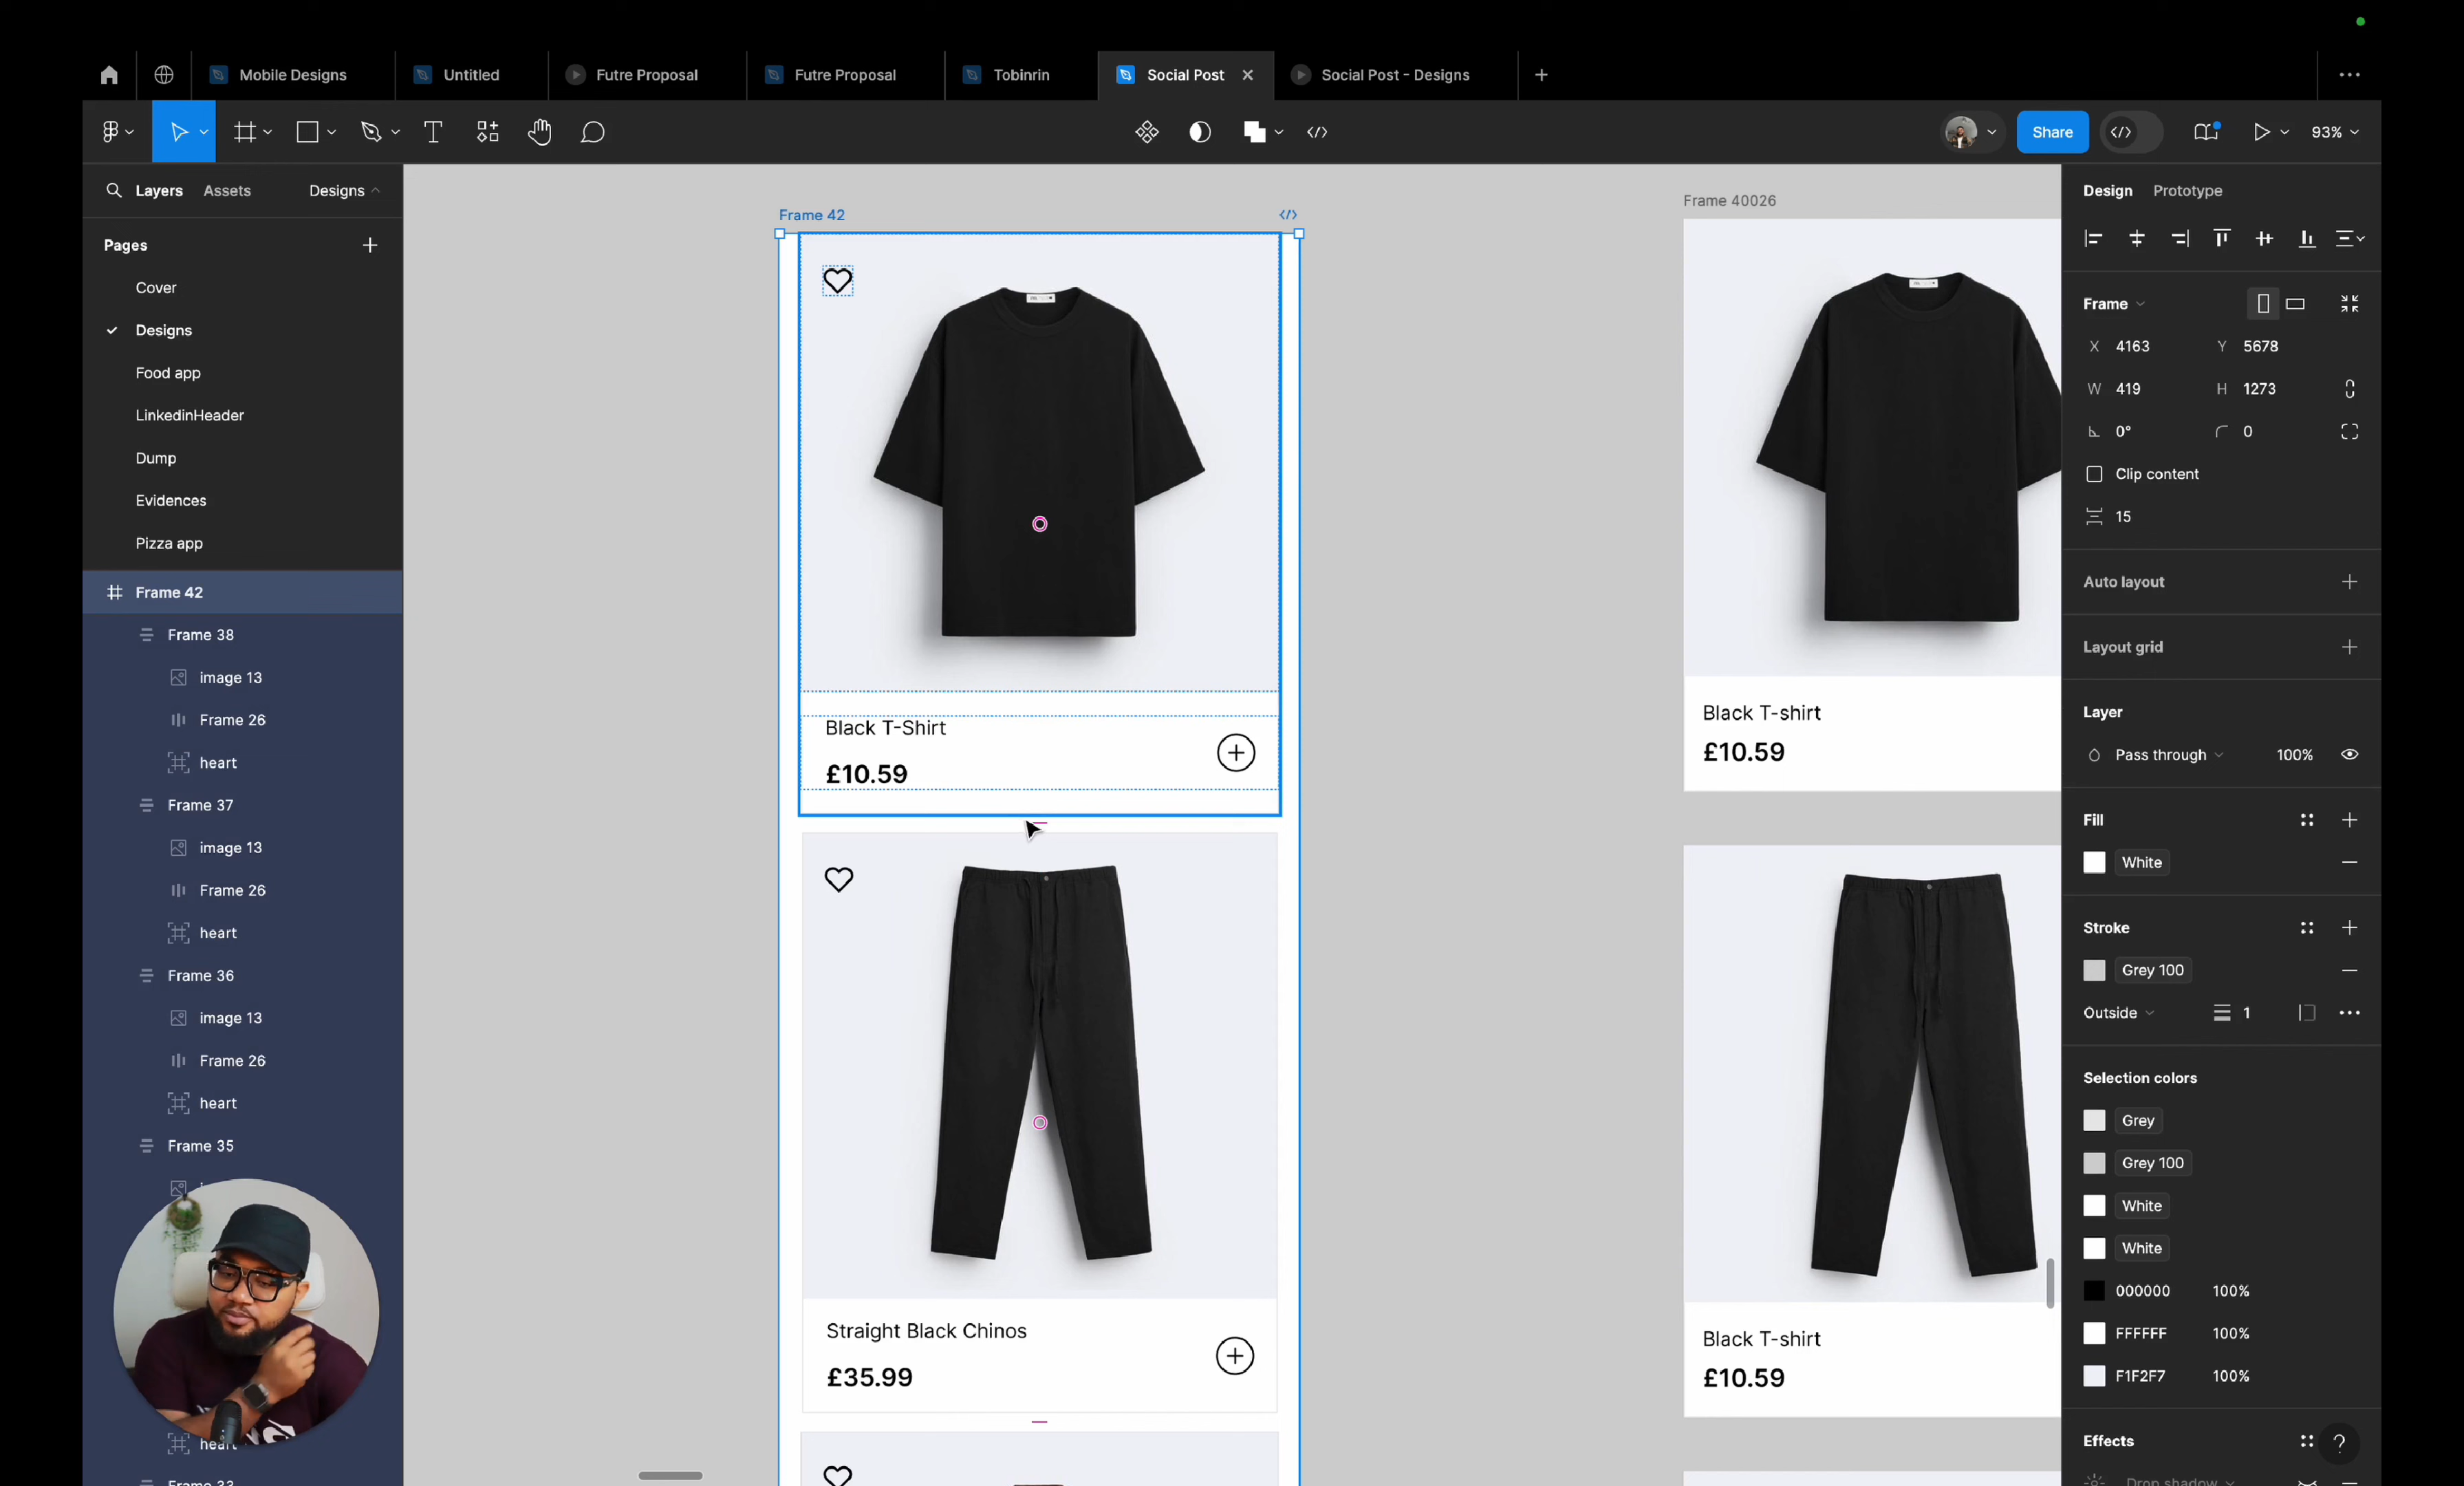 Mobile Designs
Untitled
Futre Proposal
Futre Proposal
Tobinrin
Social Post
Social Post - Designs
Share
93%
Layers
Assets
Designs
Pages
Cover
Designs
Food app
LinkedinHeader
Dump
Evidences
Pizza app
Frame 42
Frame 38
image 13
Frame 26
heart
Frame 37
image 13
Frame 26
heart
Frame 36
image 13
Frame 26
heart
Frame 35
heart
Frame 33
Frame 42
Black T-Shirt
£10.59
Straight Black Chinos
£35.99
Frame 40026
Black T-shirt
£10.59
Black T-shirt
£10.59
Design
Prototype
Frame
X 4163
Y 5678
W 419
H 1273
0°
0
Clip content
15
Auto layout
Layout grid
Layer
Pass through
100%
Fill
White
Stroke
Grey 100
Outside
1
Selection colors
Grey
Grey 100
White
White
000000 100%
FFFFFF 100%
F1F2F7 100%
Effects
?
Drop shadow